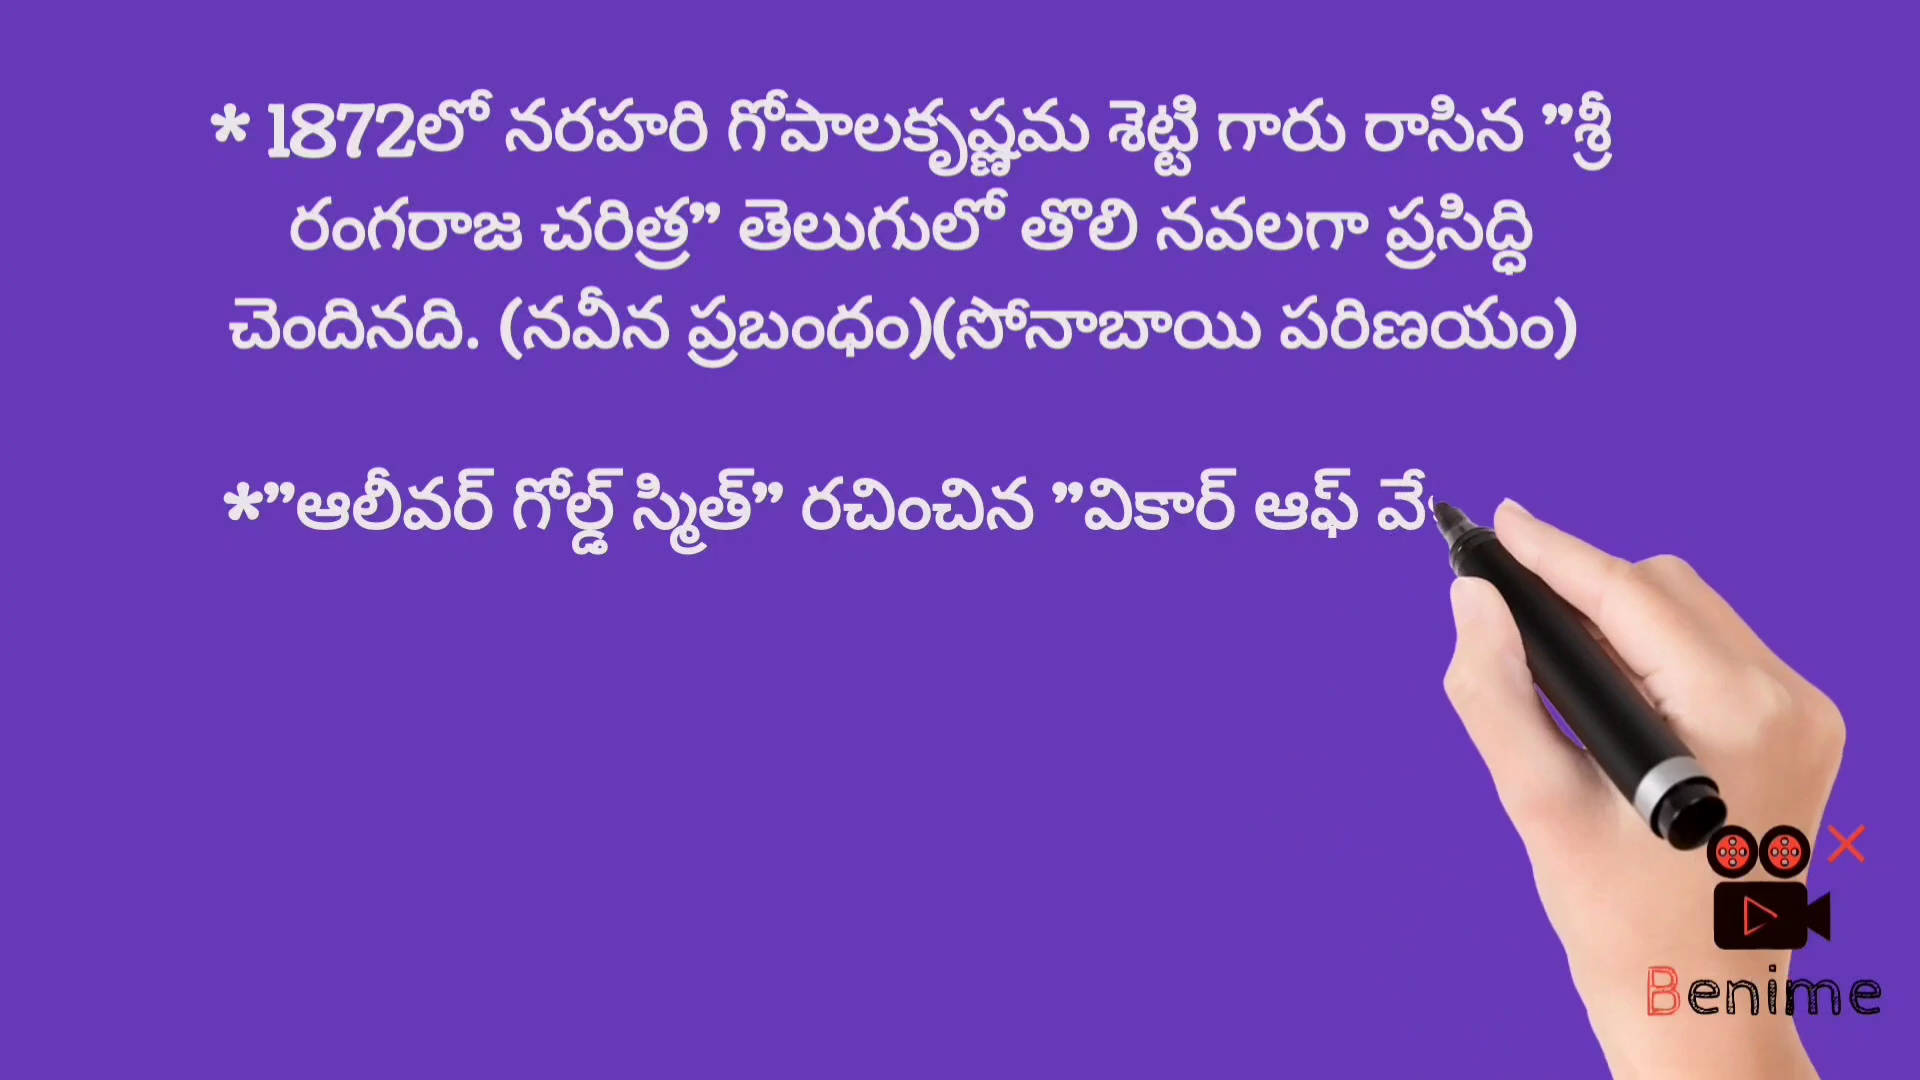 * 1872లో నరహరి గోపాలకృష్ణమ శెట్టి గారు రాసిన ”శ్రీ
రంగరాజ చరిత్ర” తెలుగులో తొలి నవలగా ప్రసిద్ధి
చెందినది. (నవీన ప్రబంధం)(సోనాబాయి పరిణయం)
*”ఆలీవర్ గోల్డ్ స్మిత్” రచించిన ”వికార్ ఆఫ్
Benime